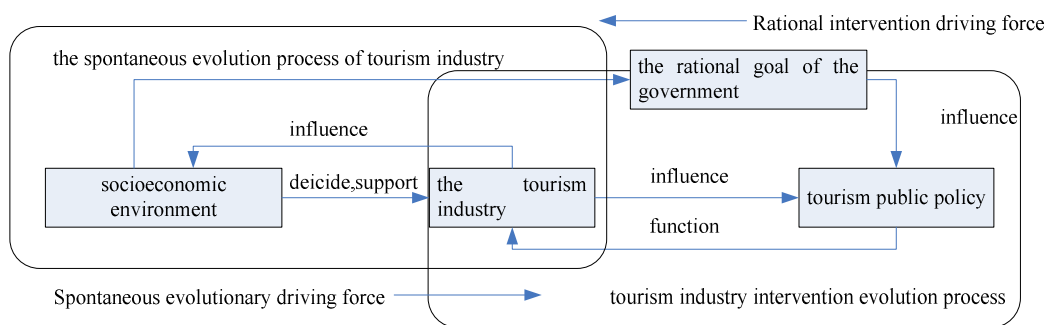 Rational intervention driving force
the spontaneous evolution process of tourism industry
the rational goal of the
government
influence
influence
socioeconomic
environment
deicide,support
the tourism
industry
influence
tourism public policy
function
Spontaneous evolutionary driving force
tourism industry intervention evolution process